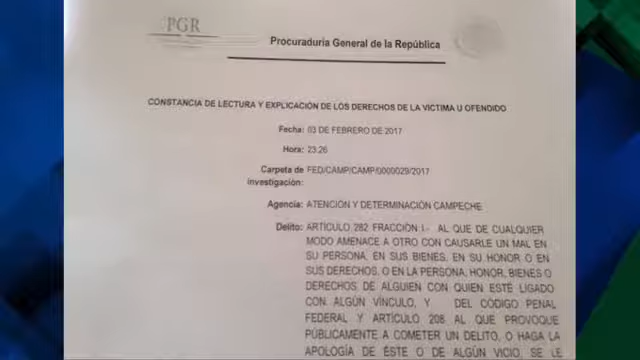 PGR
Procuraduría General de la República
CONSTANCIA DE LECTURA Y EXPLICACIÓN DE LOS DERECHOS DE LA VICTIMA U OFENDIDO
Fecha: 03 DE FEBRERO DE 2017
Hora: 23:26
Carpeta de investigación: FED/CAMP/CAMP/0000029/2017
Agencia: ATENCIÓN Y DETERMINACIÓN CAMPECHE
Delito: ARTÍCULO 282 FRACCIÓN I.- AL QUE DE CUALQUIER
MODO AMENACE A OTRO CON CAUSARLE UN MAL EN
SU PERSONA, EN SUS BIENES, EN SU HONOR O EN
SUS DERECHOS, O EN LA PERSONA, HONOR, BIENES O
DERECHOS DE ALGUIEN CON QUIEN ESTÉ LIGADO
CON ALGÚN VÍNCULO, Y DEL CÓDIGO PENAL
FEDERAL Y ARTÍCULO 208 AL QUE PROVOQUE
PÚBLICAMENTE A COMETER UN DELITO, O HAGA LA
APOLOGÍA DE ÉSTE O DE ALGÚN VICIO, SE LE